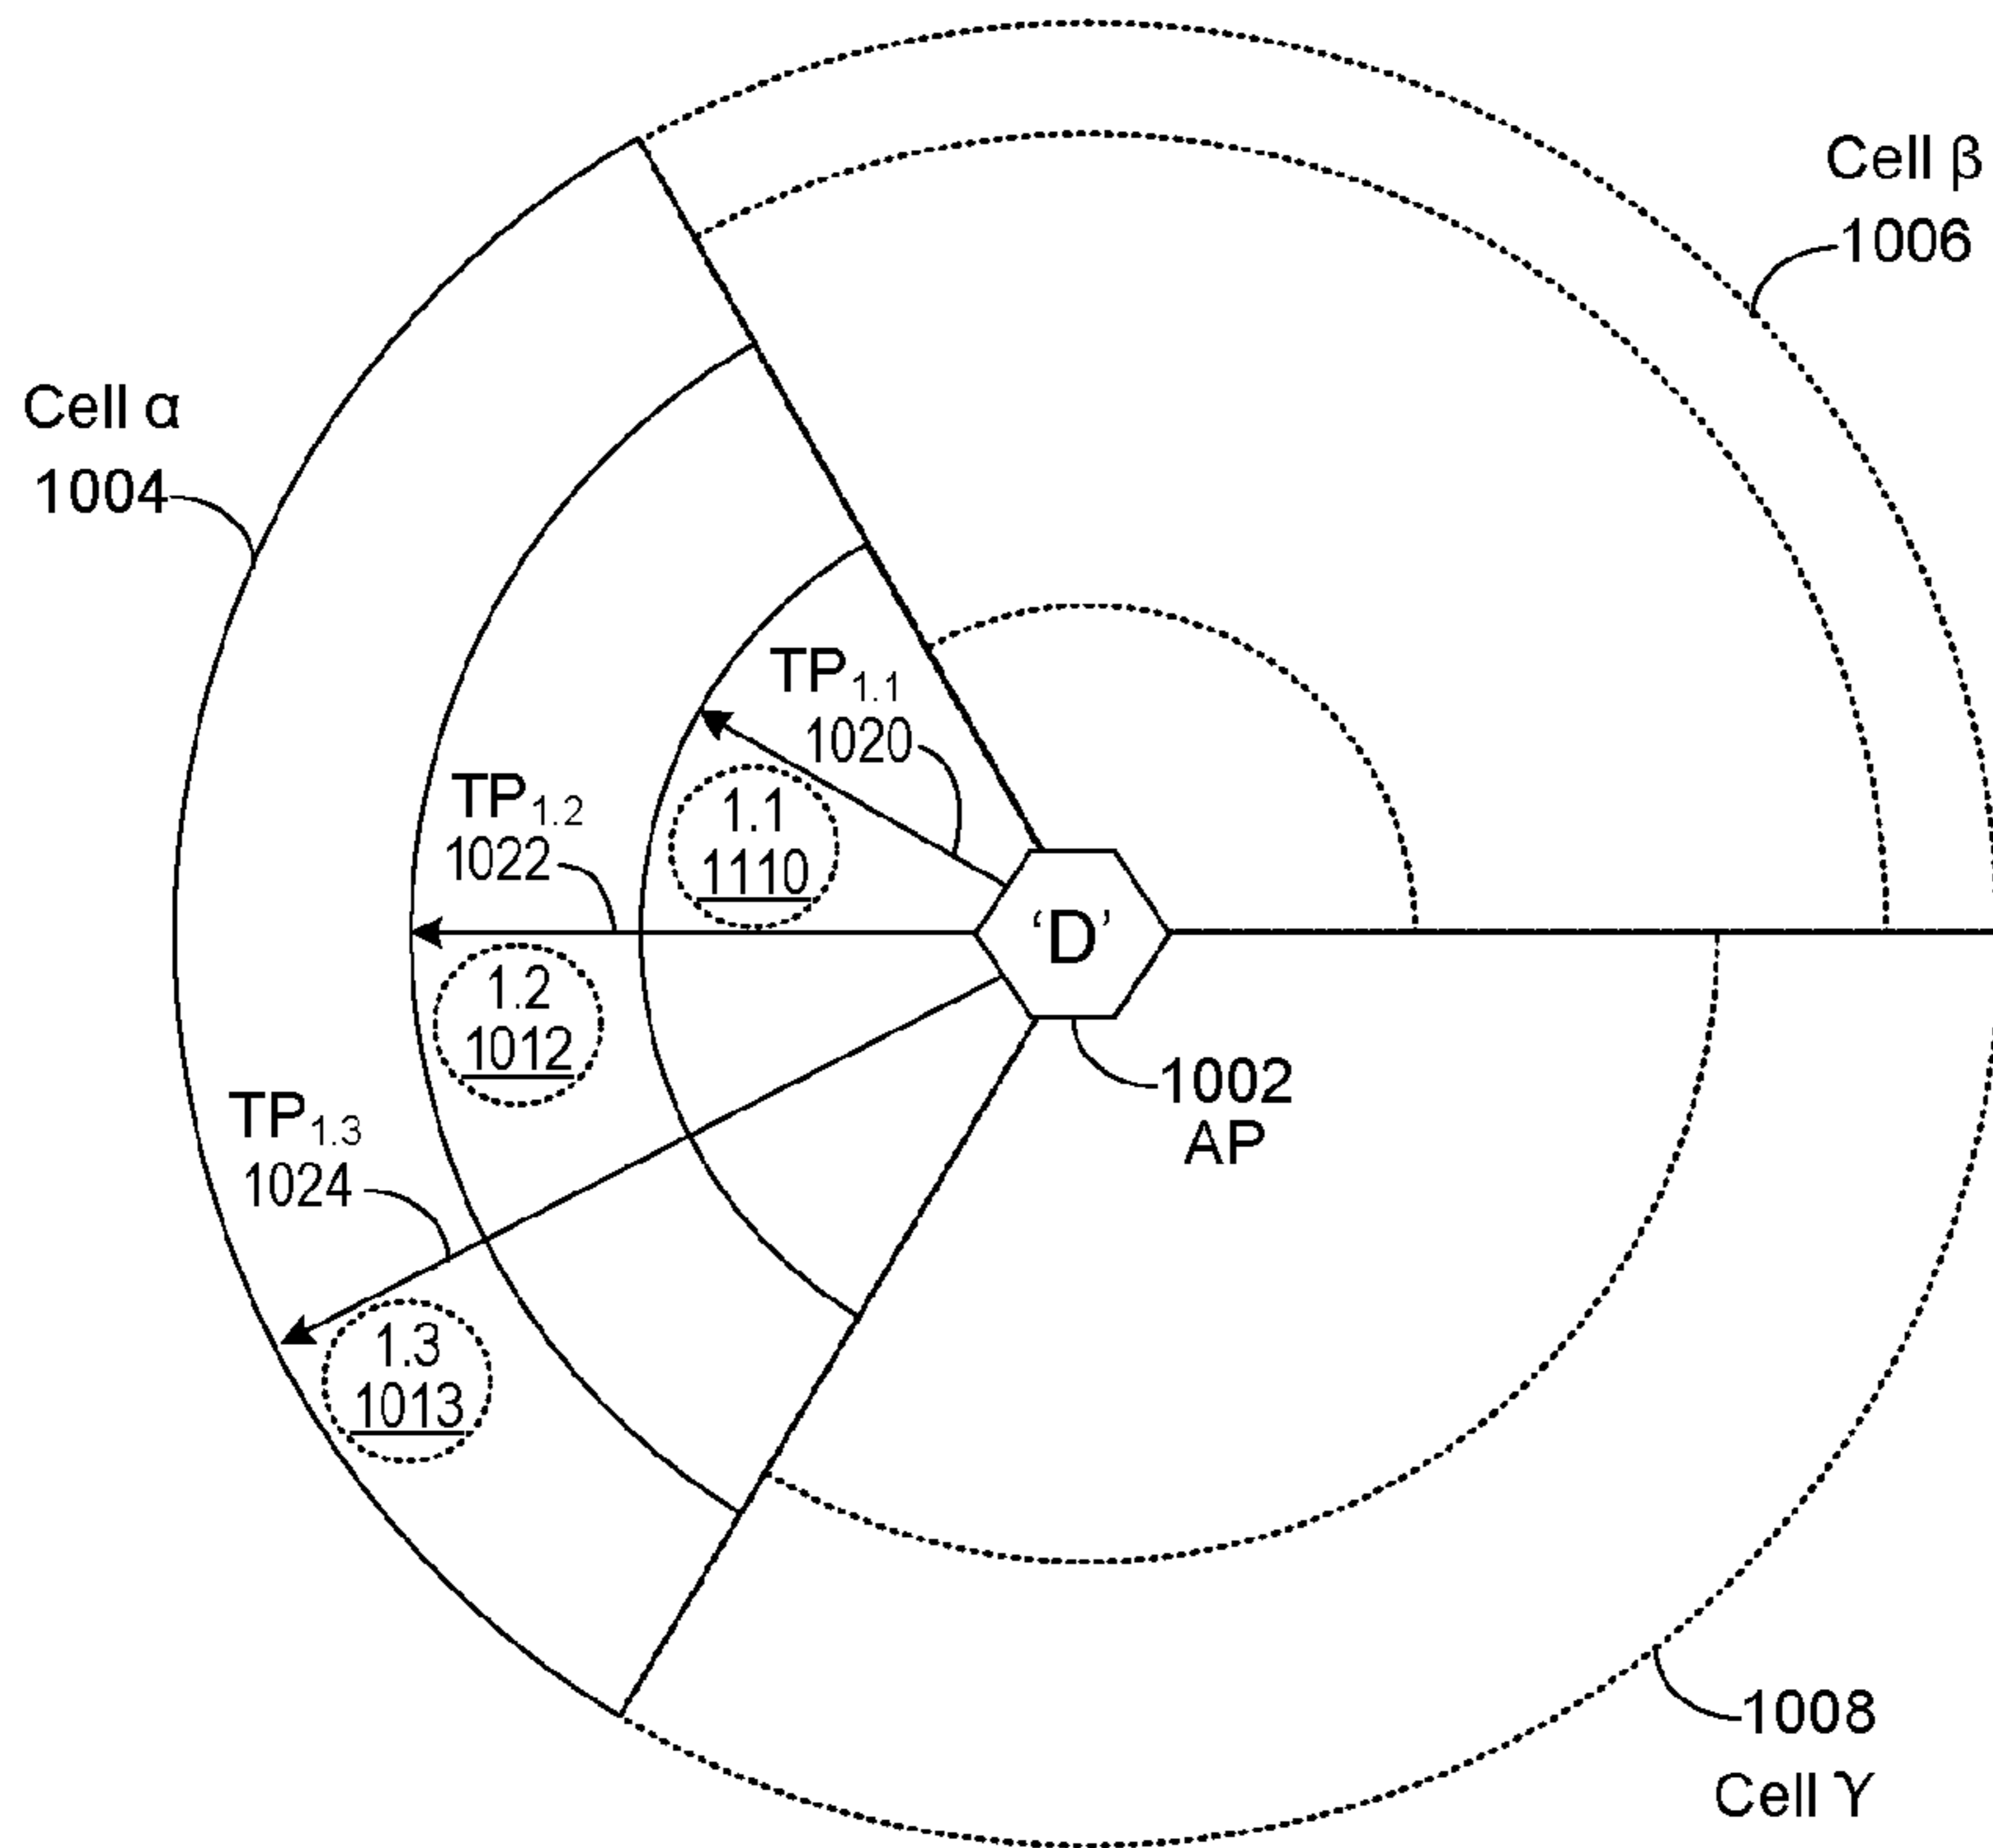 Cell β
1006
Cell α
1004
TP1.1
1020
TP1.2
1022
1.1
1110
‘D’
1.2
1012
1002
AP
TP1.3
1024
1.3
1013
1008
Cell γ